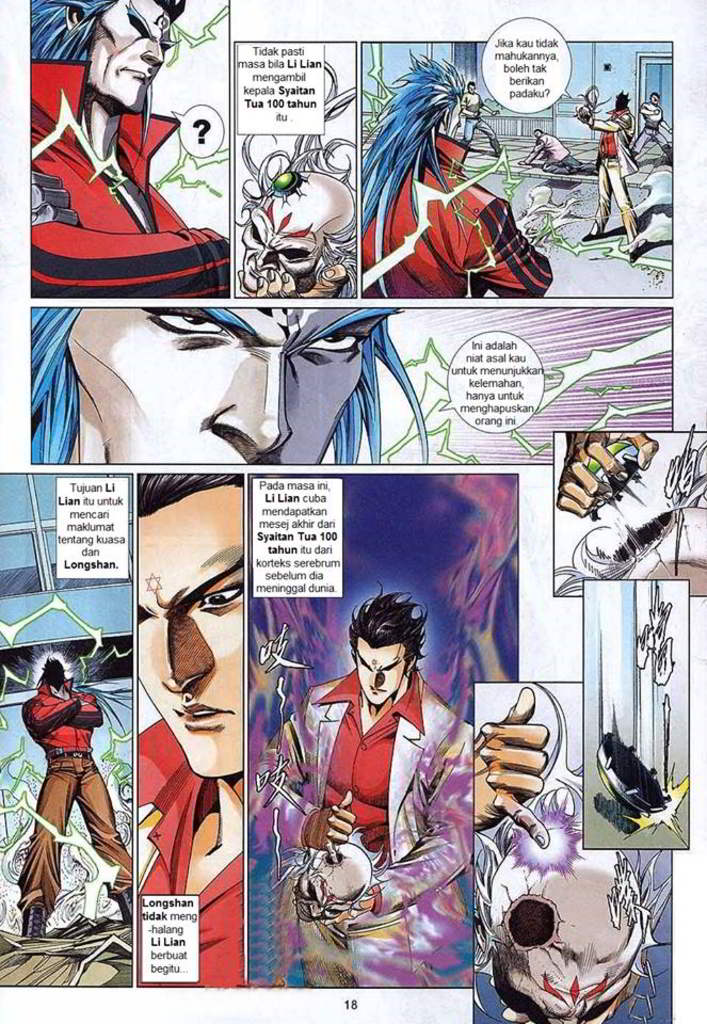 ?
Tidak pasti
masa bila Li Lian
mengambil
kepala Syaitan
Tua 100 tahun
itu .
Jika kau tidak
mahukannya,
boleh tak
berikan
padaku?
Ini adalah
niat asal kau
untuk menunjukkan
kelemahan,
hanya untuk
menghapuskan
orang ini.
Tujuan Li
Lian itu untuk
mencari
maklumat
tentang kuasa
dan
Longshan.
Longshan
tidak meng
-halang
Li Lian
berbuat
begitu...
Pada masa ini,
Li Lian cuba
mendapatkan
mesej akhir dari
Syaitan Tua 100
tahun itu dari
korteks serebrum
sebelum dia
meninggal dunia.
18